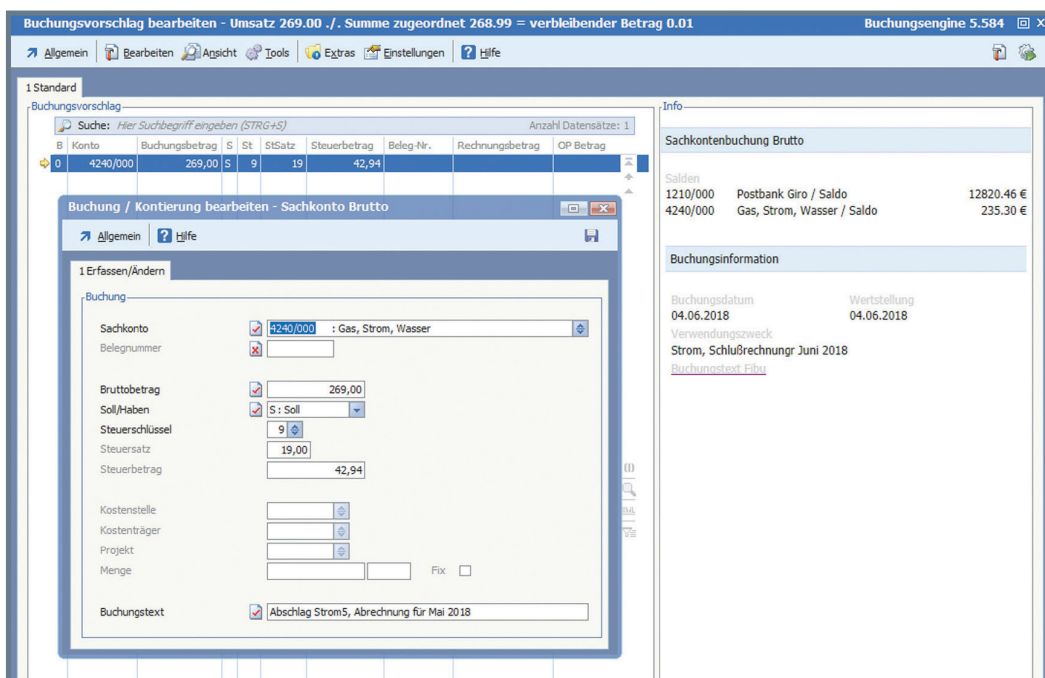 Buchungsvorschlag bearbeiten - Umsatz 269.00 ./. Summe zugeordnet 268.99 = verbleibender Betrag 0.01 Buchungsengine 5.584
Allgemein Bearbeiten Ansicht Tools Extras Einstellungen ? Hilfe
1 Standard
Buchungsvorschlag
Suche: Hier Suchbegriff eingeben (STRG+S) Anzahl Datensätze: 1
B Konto Buchungsbetrag S St StSatz Steuerbetrag Beleg-Nr. Rechnungsbetrag OP Betrag
0 4240/000 269,00 S 9 19 42,94
Buchung / Kontierung bearbeiten - Sachkonto Brutto
Allgemein ? Hilfe
1 Erfassen/Ändern
Buchung
Sachkonto 4240/000 : Gas, Strom, Wasser
Belegnummer
Bruttobetrag 269,00
Soll/Haben S : Soll
Steuerschlüssel 9
Steuersatz 19,00
Steuerbetrag 42,94
Kostenstelle
Kostenträger
Projekt
Menge Fix
Buchungstext Abschlag Strom5, Abrechnung für Mai 2018
Info
Sachkontenbuchung Brutto
Salden
1210/000 Postbank Giro / Saldo 12820.46 €
4240/000 Gas, Strom, Wasser / Saldo 235.30 €
Buchungsinformation
Buchungsdatum Wertstellung
04.06.2018 04.06.2018
Verwendungszweck
Strom, Schlußrechnungr Juni 2018
Buchungstext Fibu